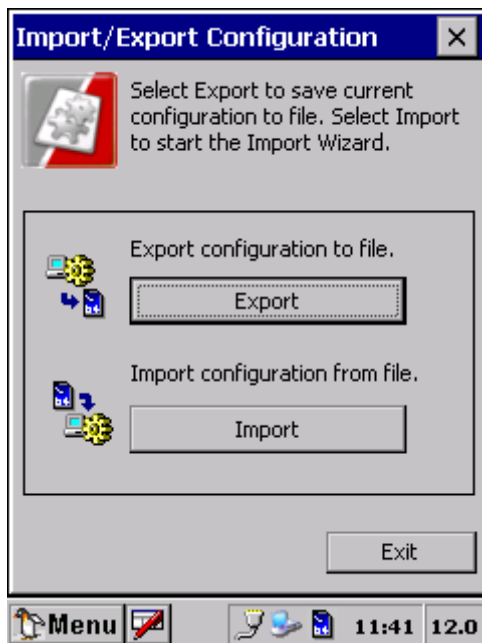 Import/Export Configuration
Select Export to save current
configuration to file. Select Import
to start the Import Wizard.
Export configuration to file.
Export
Import configuration from file.
Import
Exit
Menu 11:41 12.0